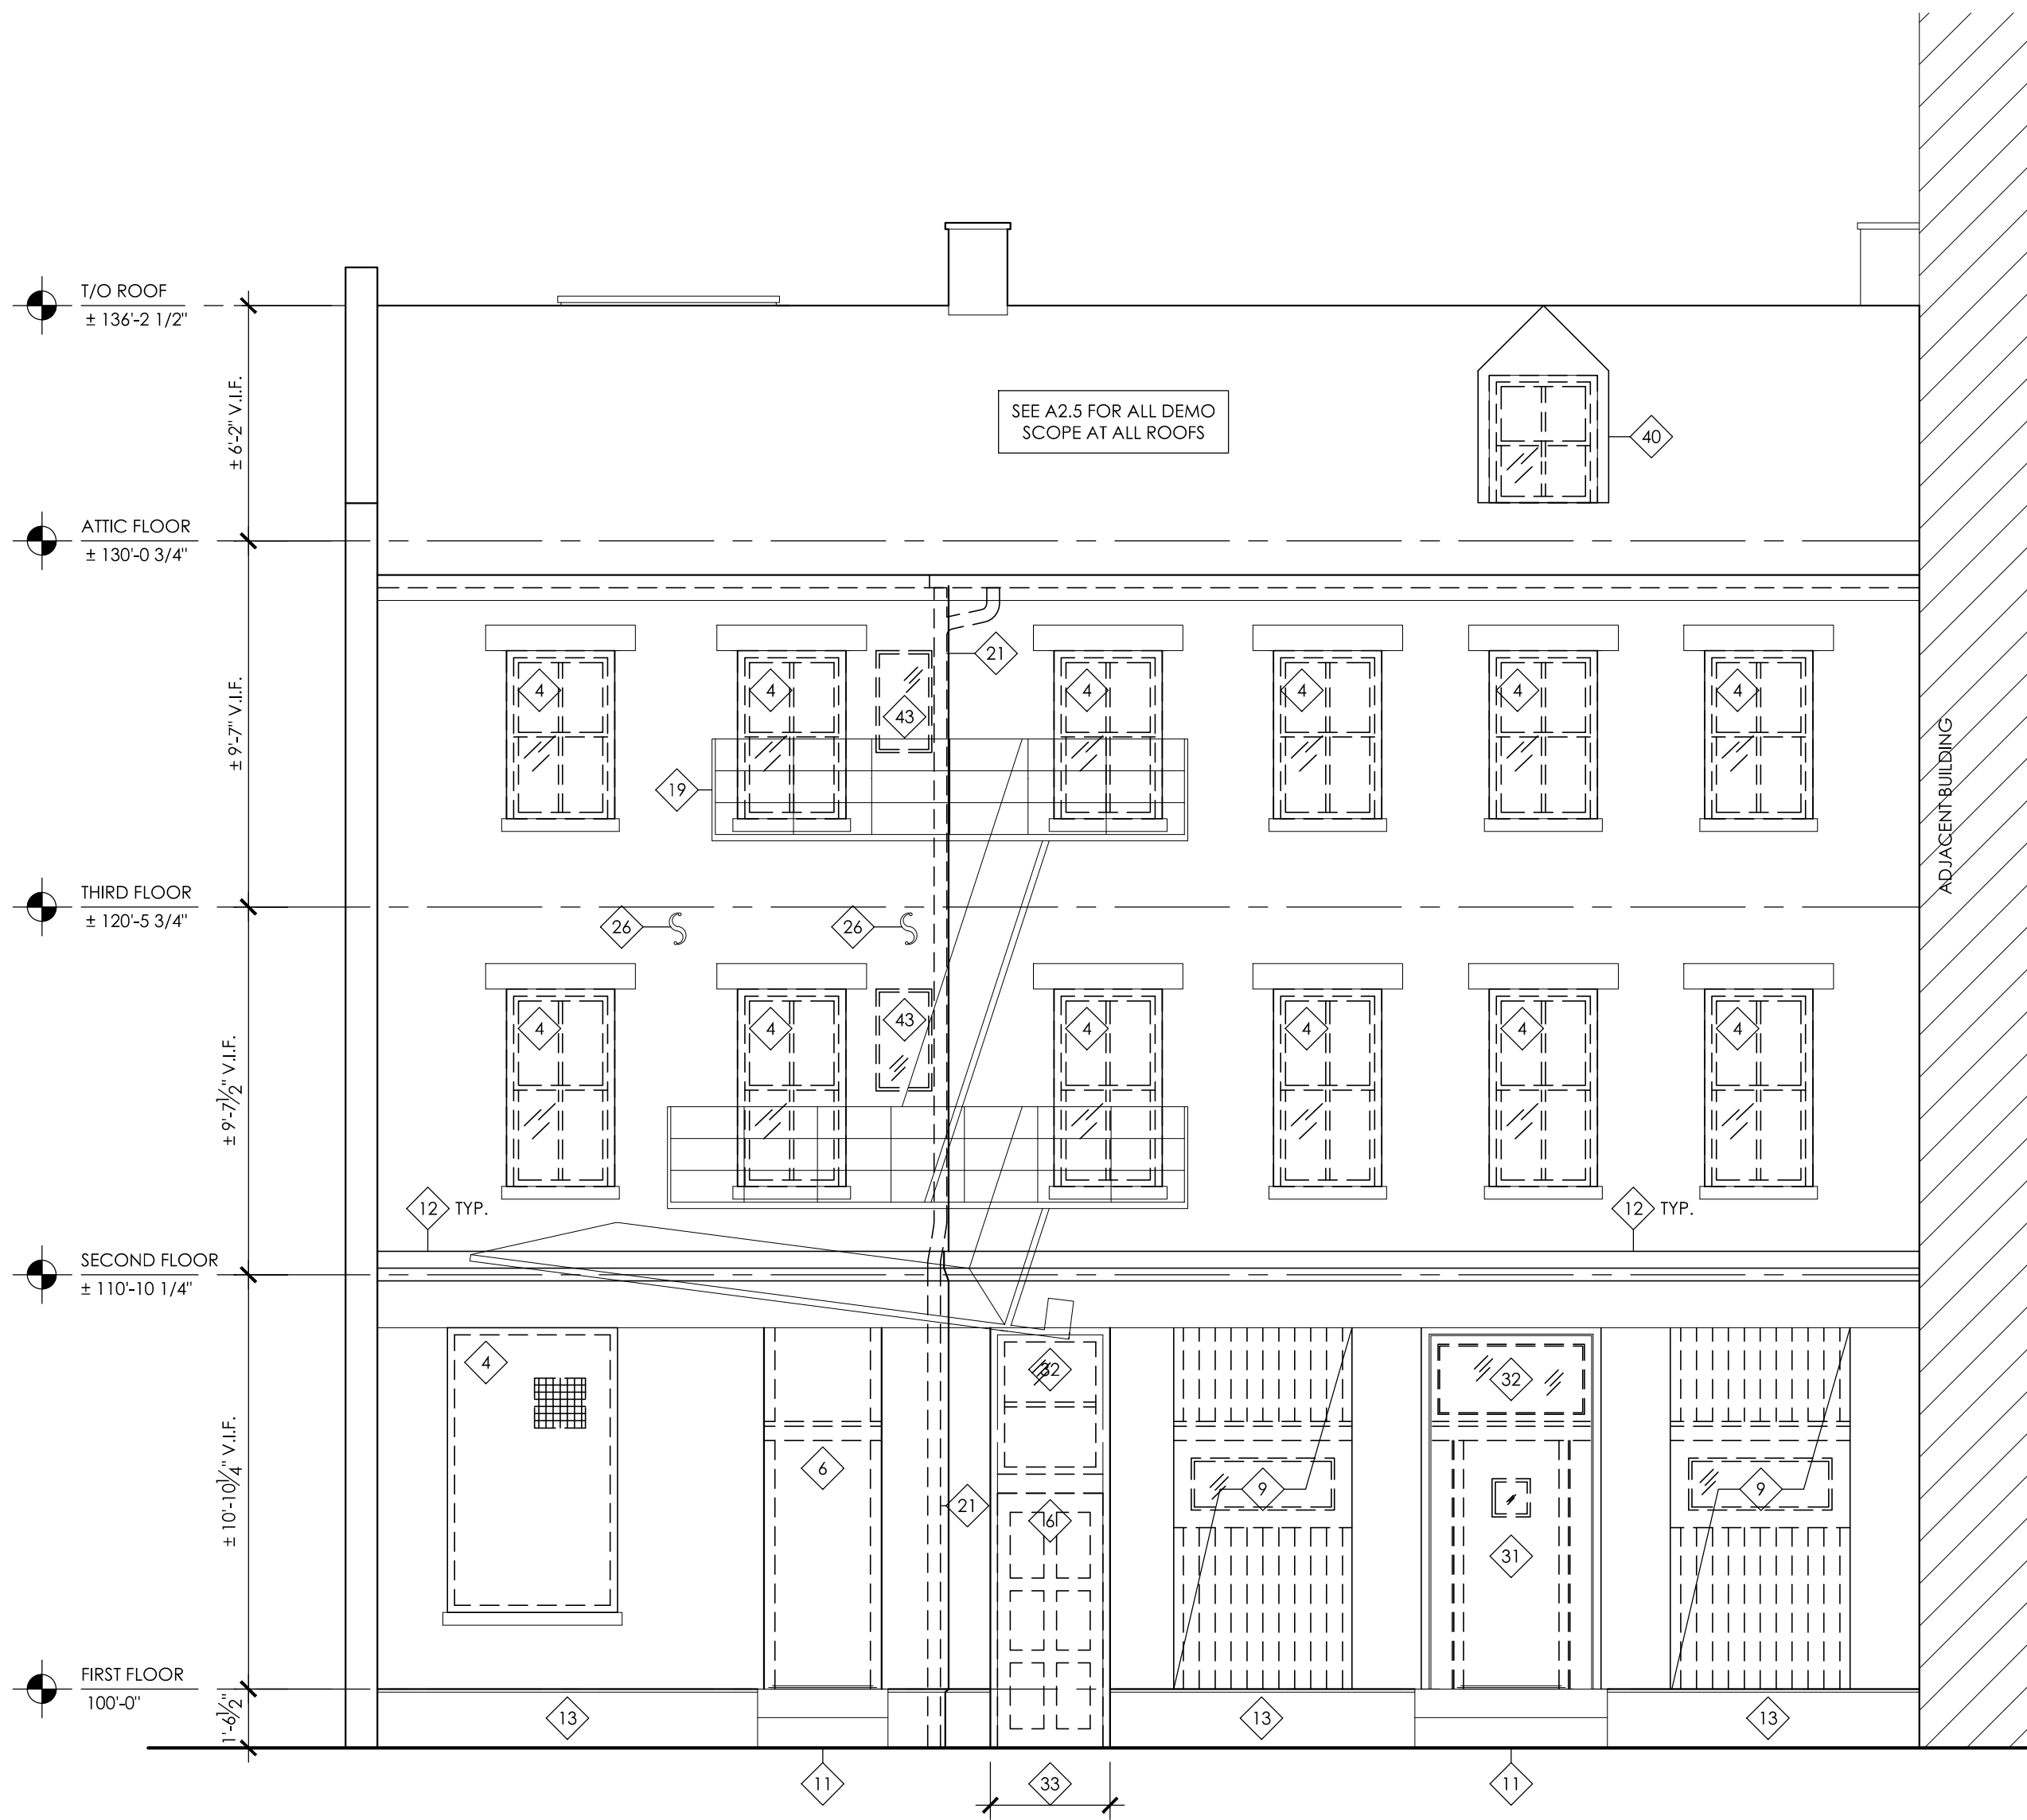 T/O ROOF
± 136'-2 1/2"
± 6'-2" V.I.F.
SEE A2.5 FOR ALL DEMO
SCOPE AT ALL ROOFS
40
ATTIC FLOOR
± 130'-0 3/4"
± 9'-7" V.I.F.
21
4
4
43
4
4
4
4
19
ADJACENT BUILDING
THIRD FLOOR
± 120'-5 3/4"
26
26
± 9'-7 1/2" V.I.F.
4
4
43
4
4
4
4
12 TYP.
12 TYP.
SECOND FLOOR
± 110'-10 1/4"
± 10'-10 1/4" V.I.F.
4
32
32
6
9
9
21
6
31
FIRST FLOOR
100'-0"
1'-6 1/2"
13
13
13
11
33
11